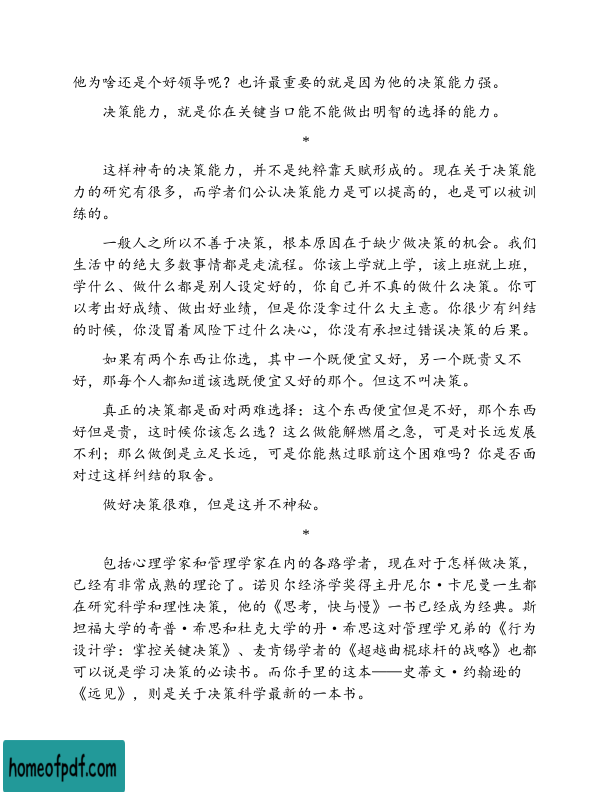 他为啥还是个好领导呢？也许最重要的就是因为他的决策能力强。
决策能力，就是你在关键当口能不能做出明智的选择的能力。
*
这样神奇的决策能力，并不是纯粹靠天赋形成的。现在关于决策能
力的研究有很多，而学者们公认决策能力是可以提高的，也是可以被训
练的。
一般人之所以不善于决策，根本原因在于缺少做决策的机会。我们
生活中的绝大多数事情都是走流程。你该上学就上学，该上班就上班，
学什么、做什么都是别人设定好的，你自己并不真的做什么决策。你可
以考出好成绩、做出好业绩，但是你没拿过什么大主意。你很少有纠结
的时候，你没冒着风险下过什么决心，你没有承担过错误决策的后果。
如果有两个东西让你选，其中一个既便宜又好，另一个既贵又不
好，那每个人都知道该选既便宜又好的那个。但这不叫决策。
真正的决策都是面对两难选择：这个东西便宜但是不好，那个东西
好但是贵，这时候你该怎么选？这么做能解燃眉之急，可是对长远发展
不利；那么做倒是立足长远，可是你能熬过眼前这个困难吗？你是否面
对过这样纠结的取舍。
做好决策很难，但是这并不神秘。
*
包括心理学家和管理学家在内的各路学者，现在对于怎样做决策，
已经有非常成熟的理论了。诺贝尔经济学奖得主丹尼尔·卡尼曼一生都
在研究科学和理性决策，他的《思考，快与慢》一书已经成为经典。斯
坦福大学的奇普·希思和杜克大学的丹·希思这对管理学兄弟的《行为
设计学：掌控关键决策》、麦肯锡学者的《超越曲棍球杆的战略》也都
可以说是学习决策的必读书。而你手里的这本——史蒂文·约翰逊的
《远见》，则是关于决策科学最新的一本书。
homeofpdf.com